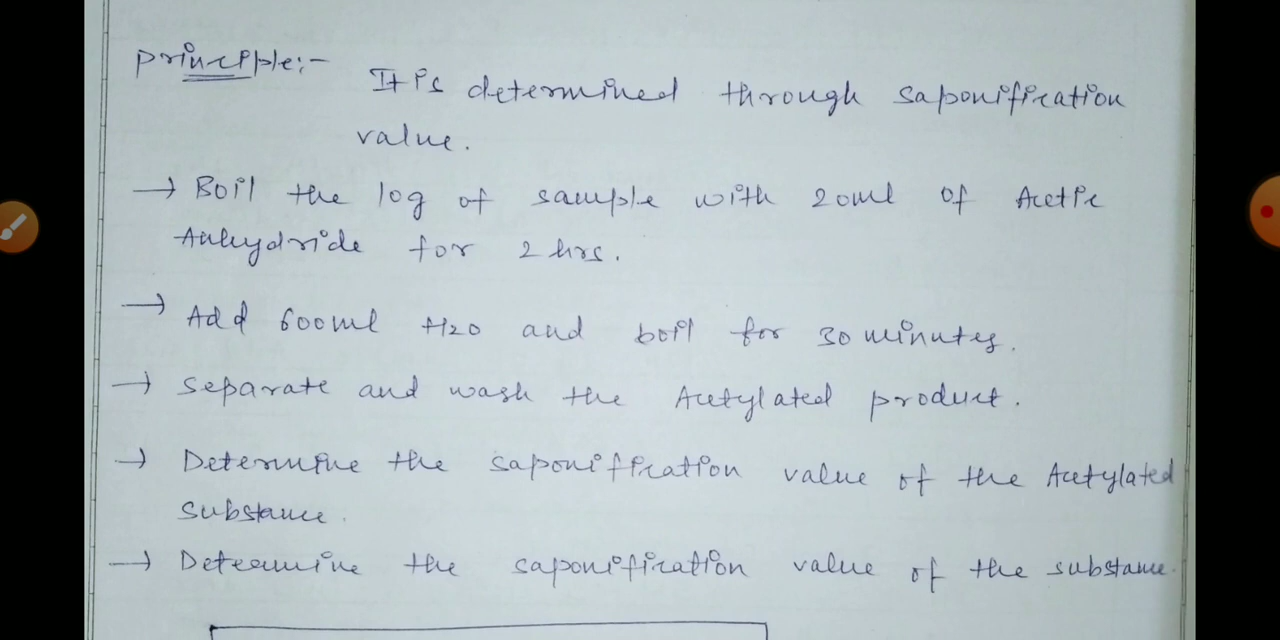 Principle:-
It is determined through saponification
value.
→ Boil the 10g of sample with 20ml of Acetic
Anhydride for 2 hrs.
→ Add 600ml H2O and boil for 30 minutes.
→ Separate and wash the Acetylated product.
→ Determine the saponification value of the Acetylated
substance.
→ Determine the saponification value of the substance.